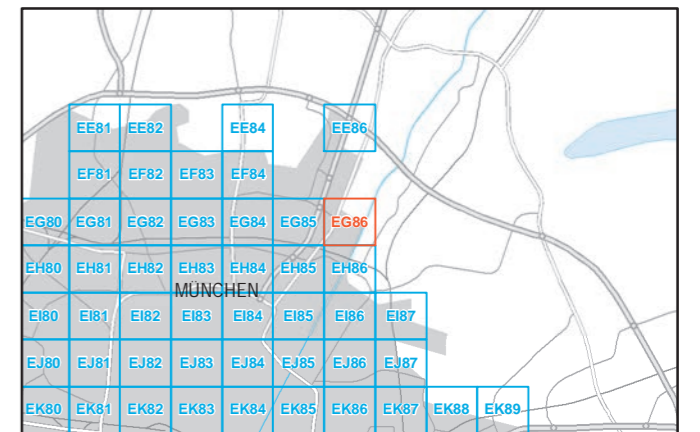 EE81 EE82 EE84 EE86
EF81 EF82 EF83 EF84
EG80 EG81 EG82 EG83 EG84 EG85 EG86
EH80 EH81 EH82 EH83 EH84 EH85 EH86
MÜNCHEN
EI80 EI81 EI82 EI83 EI84 EI85 EI86 EI87
EJ80 EJ81 EJ82 EJ83 EJ84 EJ85 EJ86 EJ87
EK80 EK81 EK82 EK83 EK84 EK85 EK86 EK87 EK88 EK89